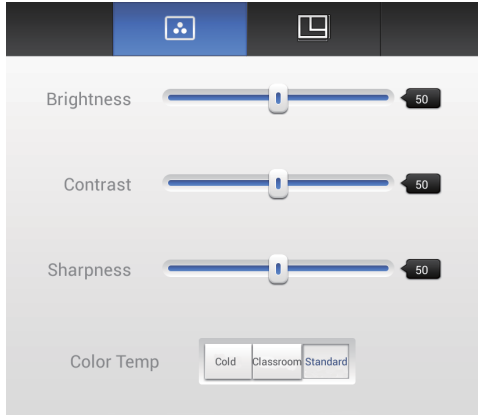 Brightness 50
Contrast 50
Sharpness 50
Color Temp Cold Classroom Standard